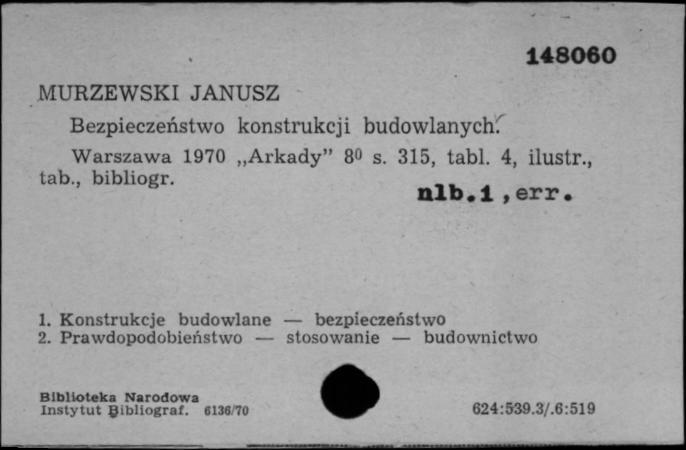 148060
MURZEWSKI JANUSZ
Bezpieczeństwo konstrukcji budowlanych.
Warszawa 1970 „Arkady” 8⁰ s. 315, tabl. 4, ilustr.,
tab., bibliogr.
nlb.1 , err.
1. Konstrukcje budowlane — bezpieczeństwo
2. Prawdopodobieństwo — stosowanie — budownictwo
Biblioteka Narodowa
Instytut Bibliograf. 6136/70
624:539.3/.6:519